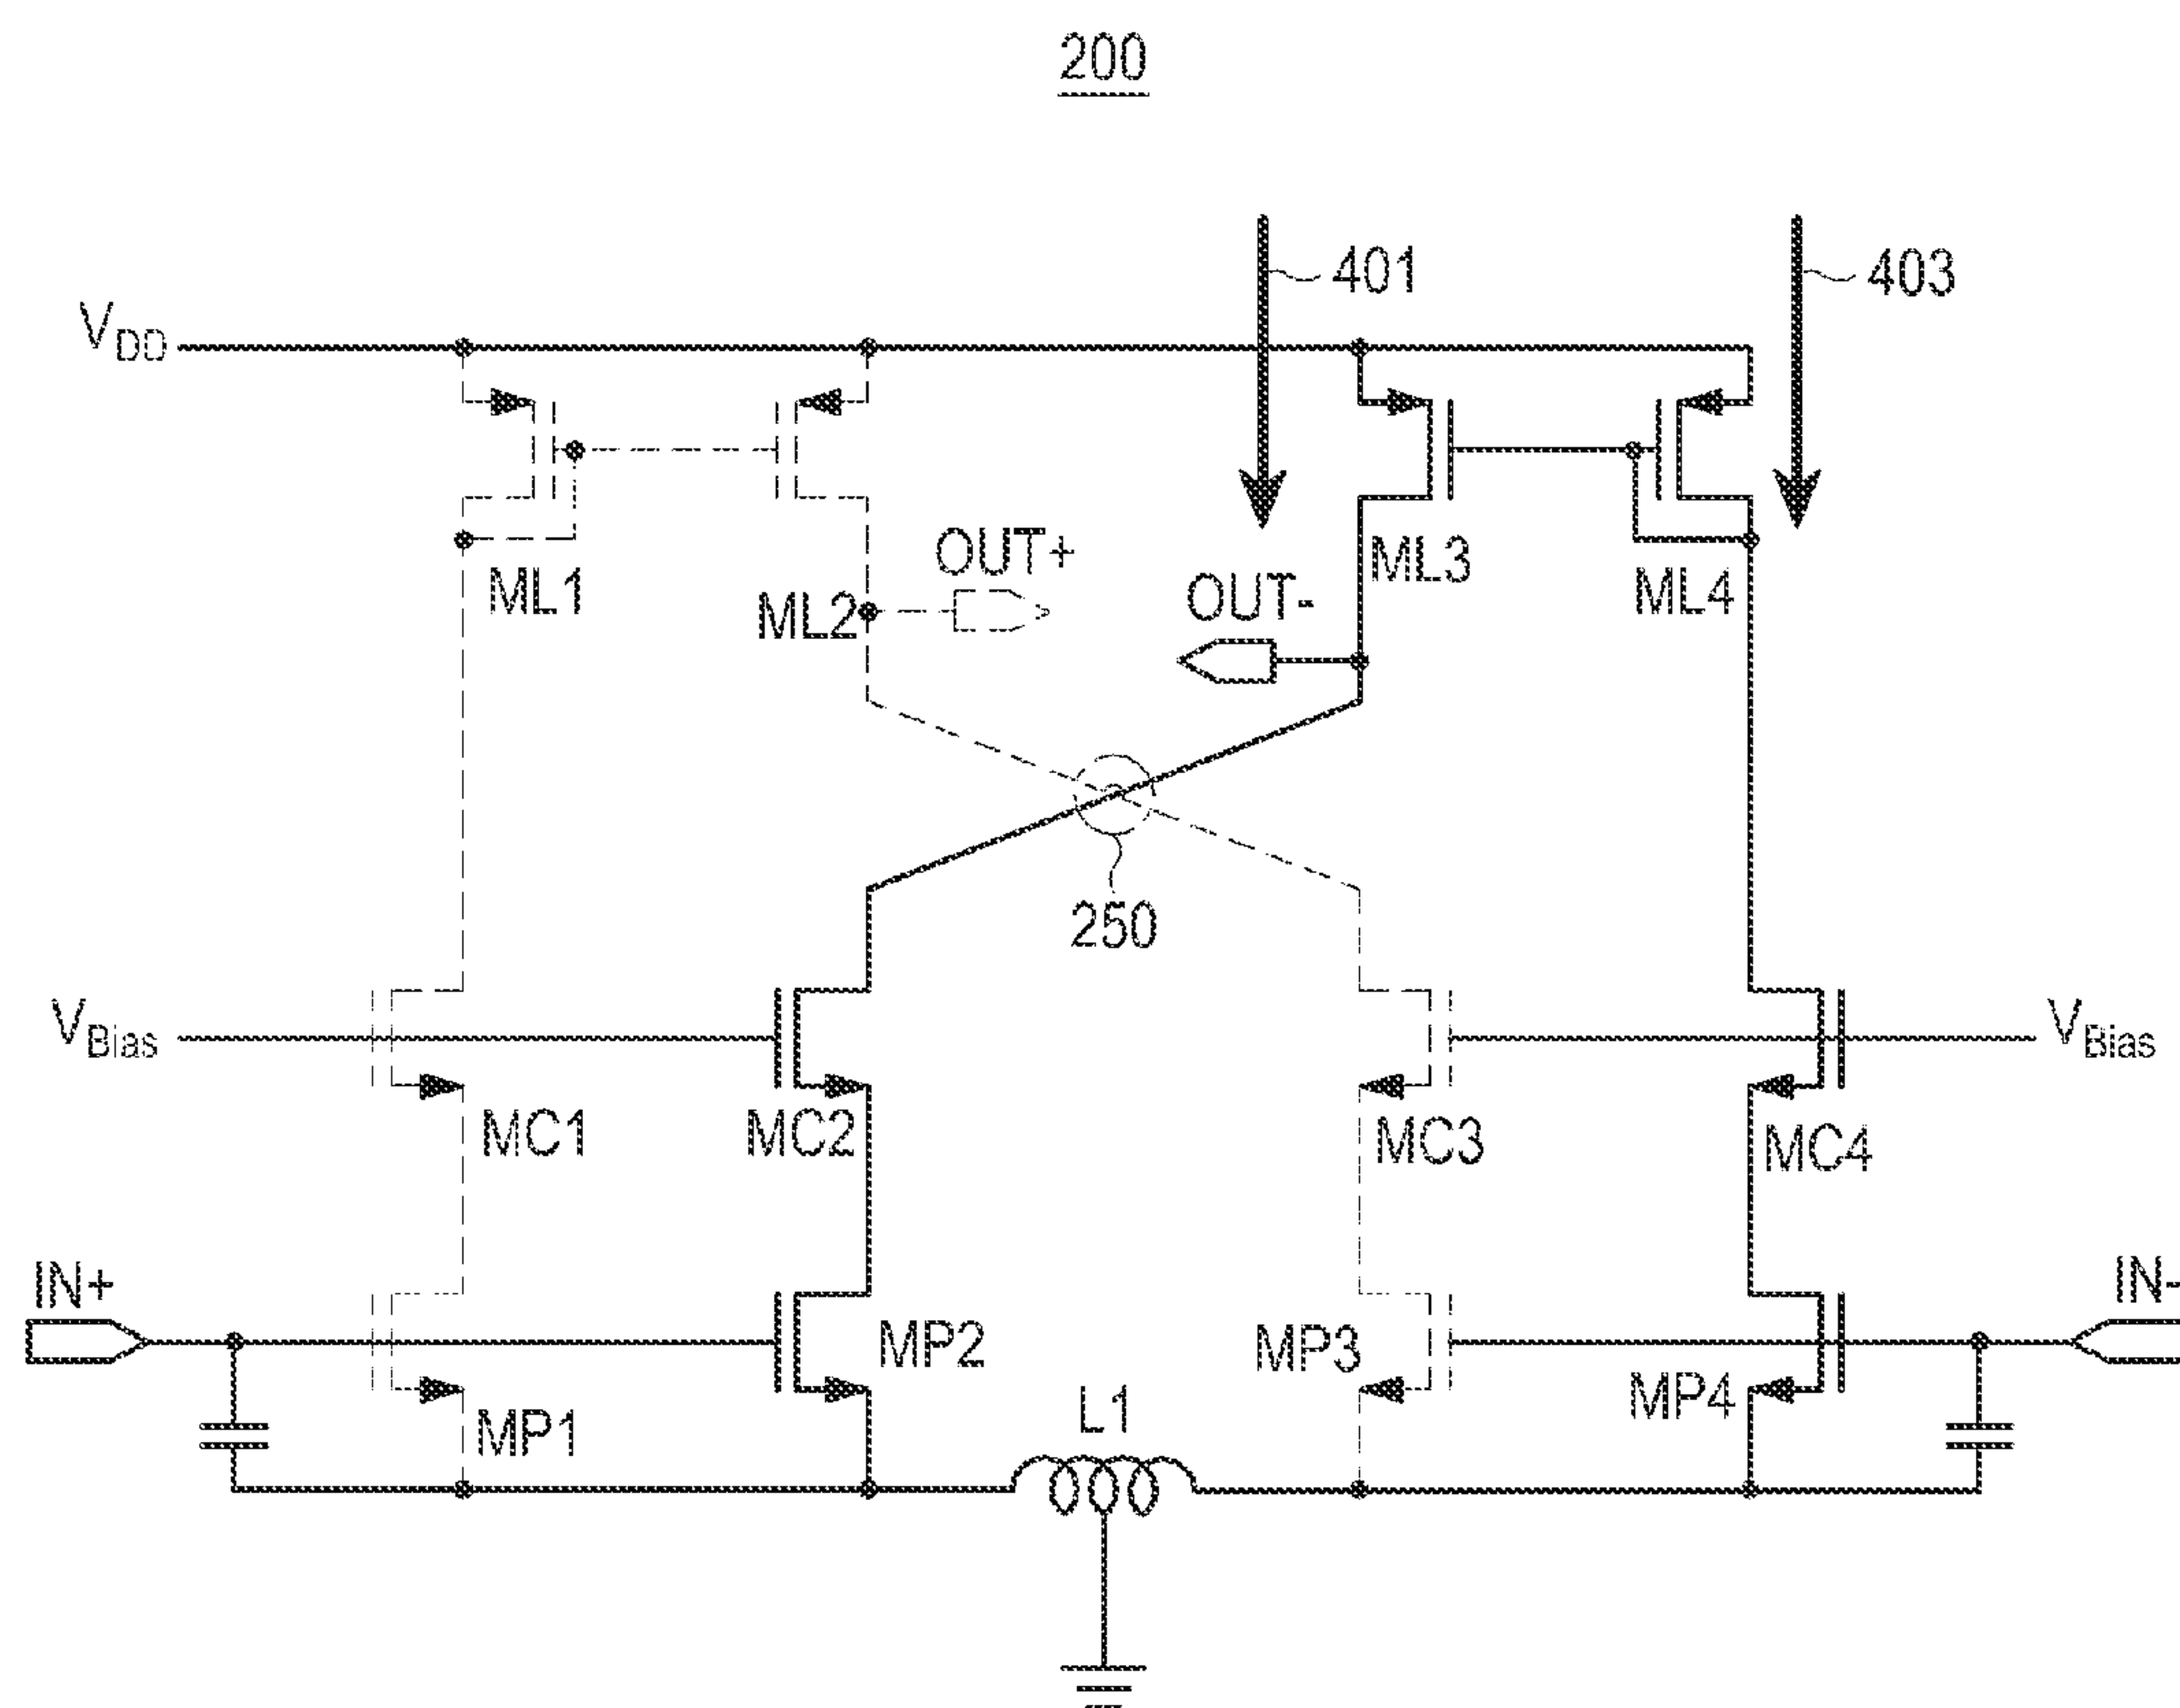 200
401
403
VDD
ML1
ML2
OUT+
OUT-
ML3
ML4
250
VBias
VBias
MC1
MC2
MC3
MC4
IN+
IN-
MP1
MP2
MP3
MP4
L1